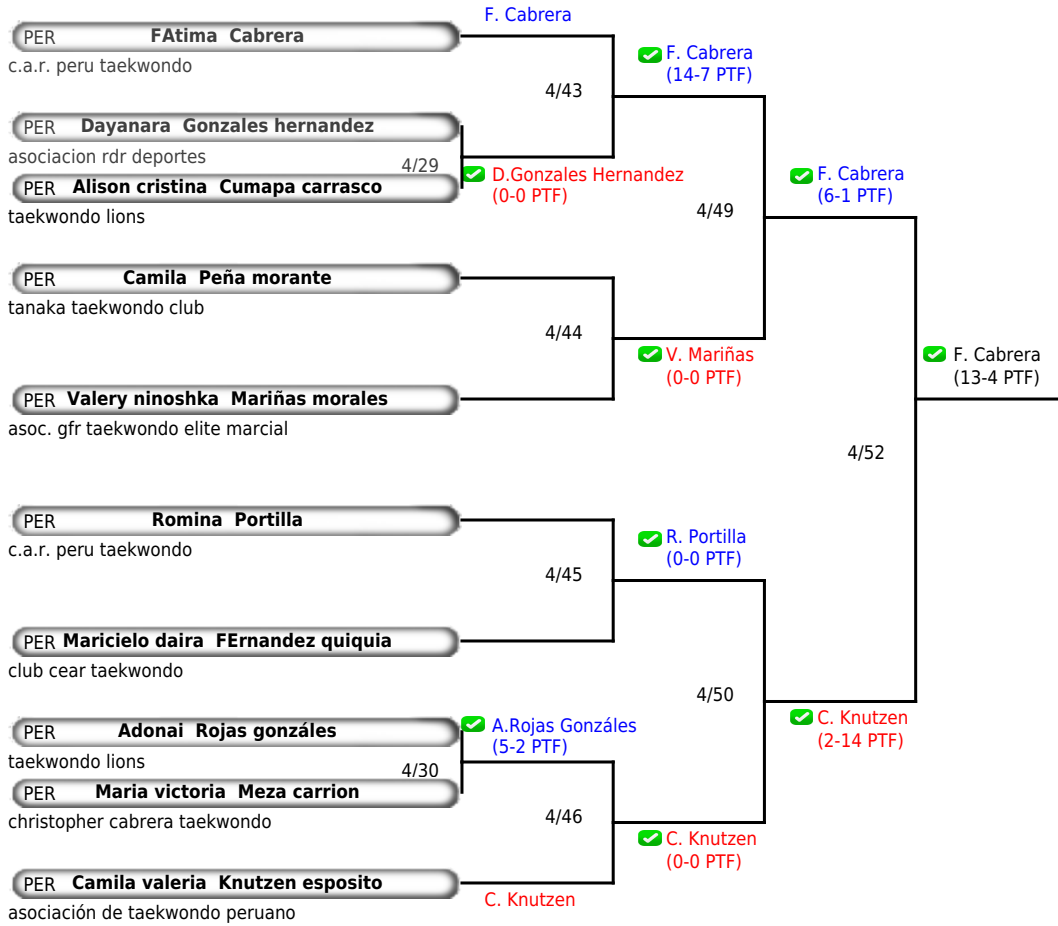 F. Cabrera
PER FAtima Cabrera
c.a.r. peru taekwondo
F. Cabrera
(14-7 PTF)
4/43
PER Dayanara Gonzales hernandez
asociacion rdr deportes
4/29
D.Gonzales Hernandez
(0-0 PTF)
PER Alison cristina Cumapa carrasco
taekwondo lions
F. Cabrera
(6-1 PTF)
4/49
PER Camila Peña morante
tanaka taekwondo club
4/44
V. Mariñas
(0-0 PTF)
F. Cabrera
(13-4 PTF)
PER Valery ninoshka Mariñas morales
asoc. gfr taekwondo elite marcial
4/52
PER Romina Portilla
c.a.r. peru taekwondo
R. Portilla
(0-0 PTF)
4/45
PER Maricielo daira FErnandez quiquia
club cear taekwondo
4/50
C. Knutzen
(2-14 PTF)
PER Adonai Rojas gonzáles
taekwondo lions
A.Rojas Gonzáles
(5-2 PTF)
4/30
PER Maria victoria Meza carrion
christopher cabrera taekwondo
4/46
C. Knutzen
(0-0 PTF)
PER Camila valeria Knutzen esposito
asociación de taekwondo peruano
C. Knutzen